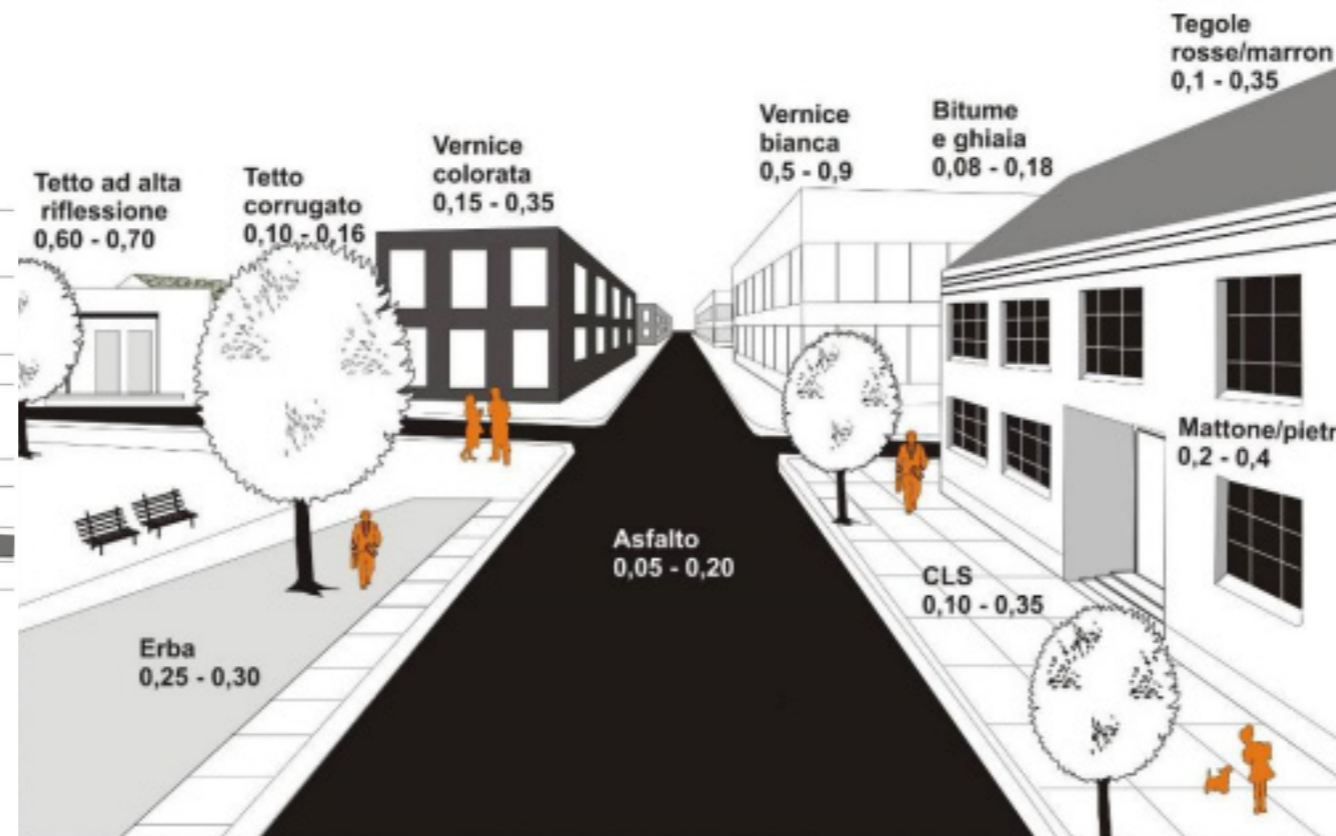 Tegole
rosse/marron
0,1 - 0,35
Vernice
bianca
0,5 - 0,9
Bitume
e ghiaia
0,08 - 0,18
Vernice
colorata
0,15 - 0,35
Tetto ad alta
riflessione
0,60 - 0,70
Tetto
corrugato
0,10 - 0,16
Mattone/pietr
0,2 - 0,4
Asfalto
0,05 - 0,20
CLS
0,10 - 0,35
Erba
0,25 - 0,30